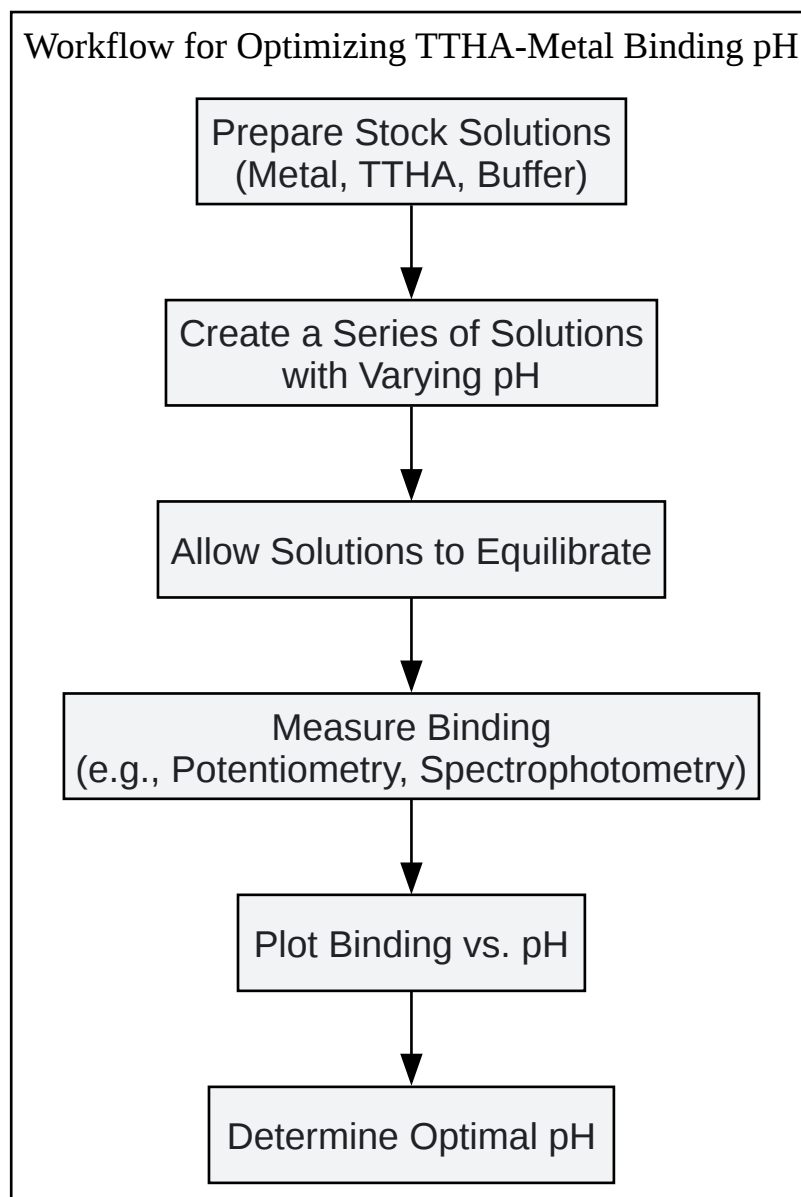 Workflow for Optimizing TTHA-Metal Binding pH
Prepare Stock Solutions
(Metal, TTHA, Buffer)
Create a Series of Solutions
with Varying pH
Allow Solutions to Equilibrate
Measure Binding
(e.g., Potentiometry, Spectrophotometry)
Plot Binding vs. pH
Determine Optimal pH